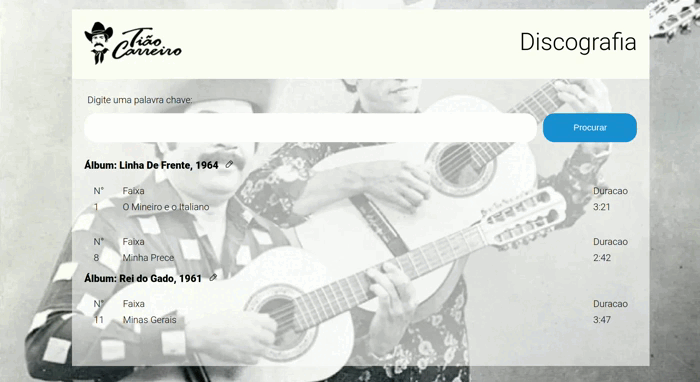 Tião
Carreiro
Discografia
Digite uma palavra chave:
Procurar
Álbum: Linha De Frente, 1964
N° Faixa Duracao
1 O Mineiro e o Italiano 3:21
N° Faixa Duracao
8 Minha Prece 2:42
Álbum: Rei do Gado, 1961
N° Faixa Duracao
11 Minas Gerais 3:47